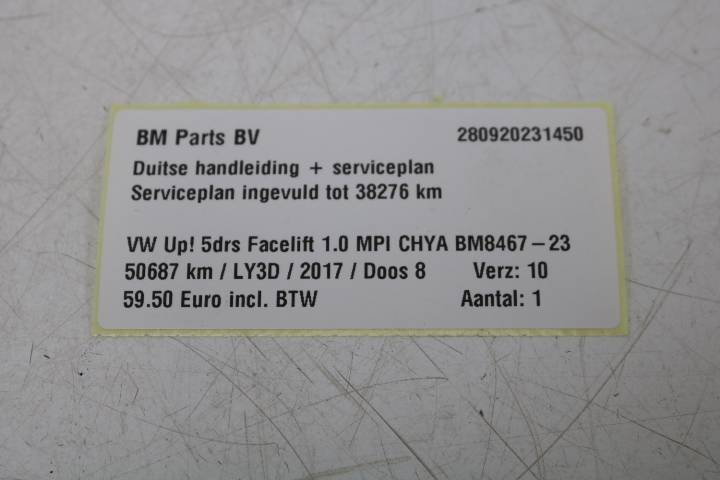 BM Parts BV 280920231450
Duitse handleiding + serviceplan
Serviceplan ingevuld tot 38276 km
VW Up! 5drs Facelift 1.0 MPI CHYA BM8467-23
50687 km / LY3D / 2017 / Doos 8 Verz: 10
59.50 Euro incl. BTW Aantal: 1